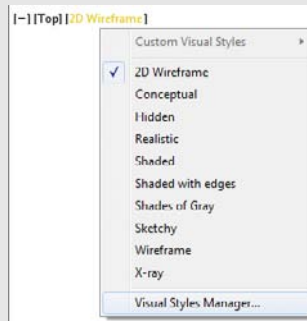 [−] [Top] [2D Wireframe]
Custom Visual Styles
2D Wireframe
Conceptual
Hidden
Realistic
Shaded
Shaded with edges
Shades of Gray
Sketchy
Wireframe
X-ray
Visual Styles Manager...